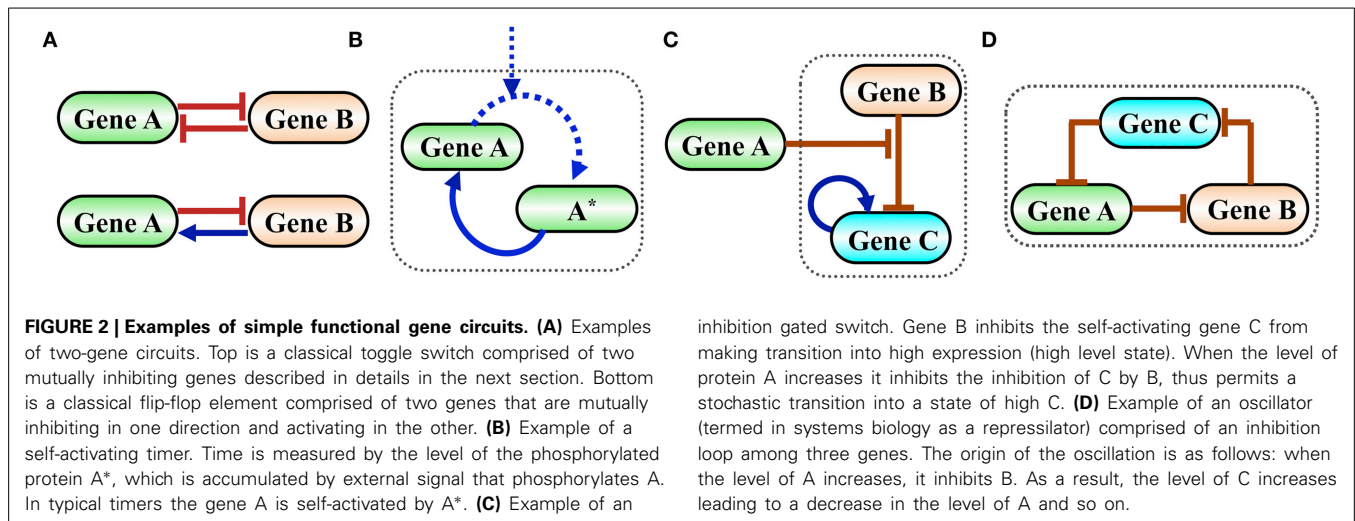 A
B
C
D
Gene A
Gene B
Gene A
Gene B
Gene A
A*
Gene B
Gene A
Gene C
Gene C
Gene A
Gene B
FIGURE 2 | Examples of simple functional gene circuits. (A) Examples
of two-gene circuits. Top is a classical toggle switch comprised of two
mutually inhibiting genes described in details in the next section. Bottom
is a classical flip-flop element comprised of two genes that are mutually
inhibiting in one direction and activating in the other. (B) Example of a
self-activating timer. Time is measured by the level of the phosphorylated
protein A*, which is accumulated by external signal that phosphorylates A.
In typical timers the gene A is self-activated by A*. (C) Example of an
inhibition gated switch. Gene B inhibits the self-activating gene C from
making transition into high expression (high level state). When the level of
protein A increases it inhibits the inhibition of C by B, thus permits a
stochastic transition into a state of high C. (D) Example of an oscillator
(termed in systems biology as a repressilator) comprised of an inhibition
loop among three genes. The origin of the oscillation is as follows: when
the level of A increases, it inhibits B. As a result, the level of C increases
leading to a decrease in the level of A and so on.